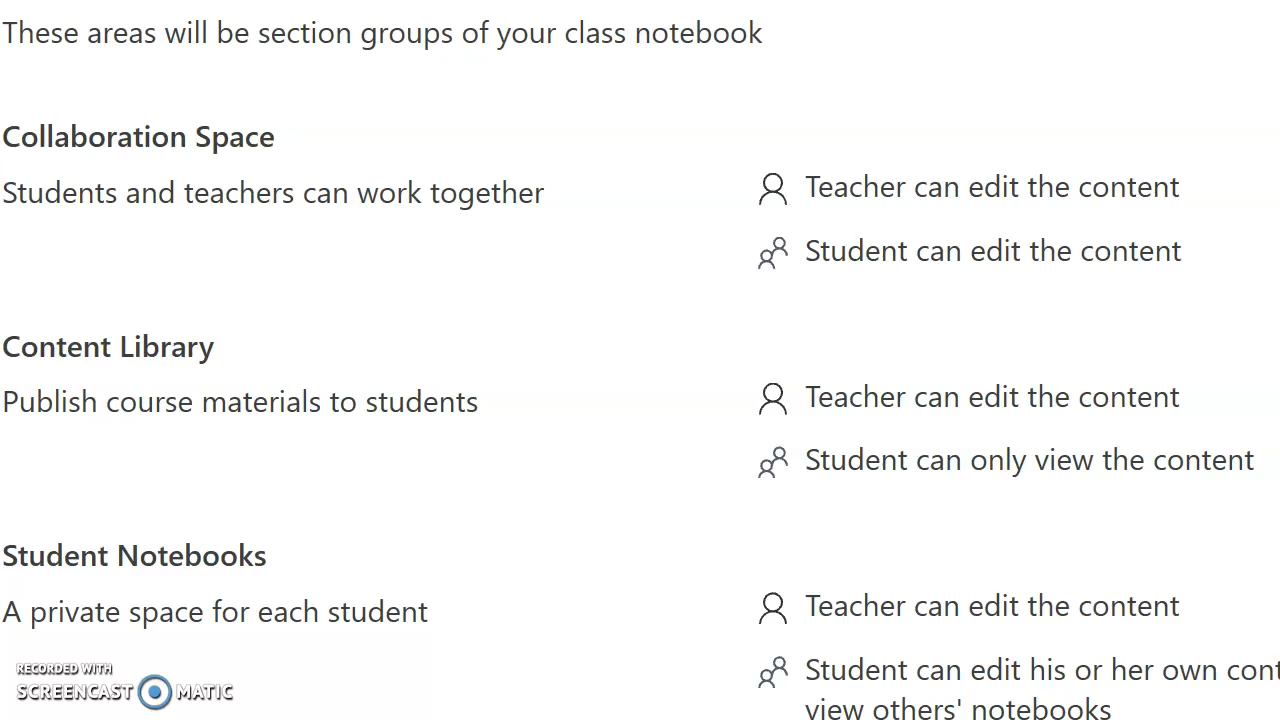 These areas will be section groups of your class notebook
Collaboration Space
Students and teachers can work together
Teacher can edit the content
Student can edit the content
Content Library
Publish course materials to students
Teacher can edit the content
Student can only view the content
Student Notebooks
A private space for each student
Teacher can edit the content
Student can edit his or her own cont
view others' notebooks
RECORDED WITH
SCREENCAST MATIC